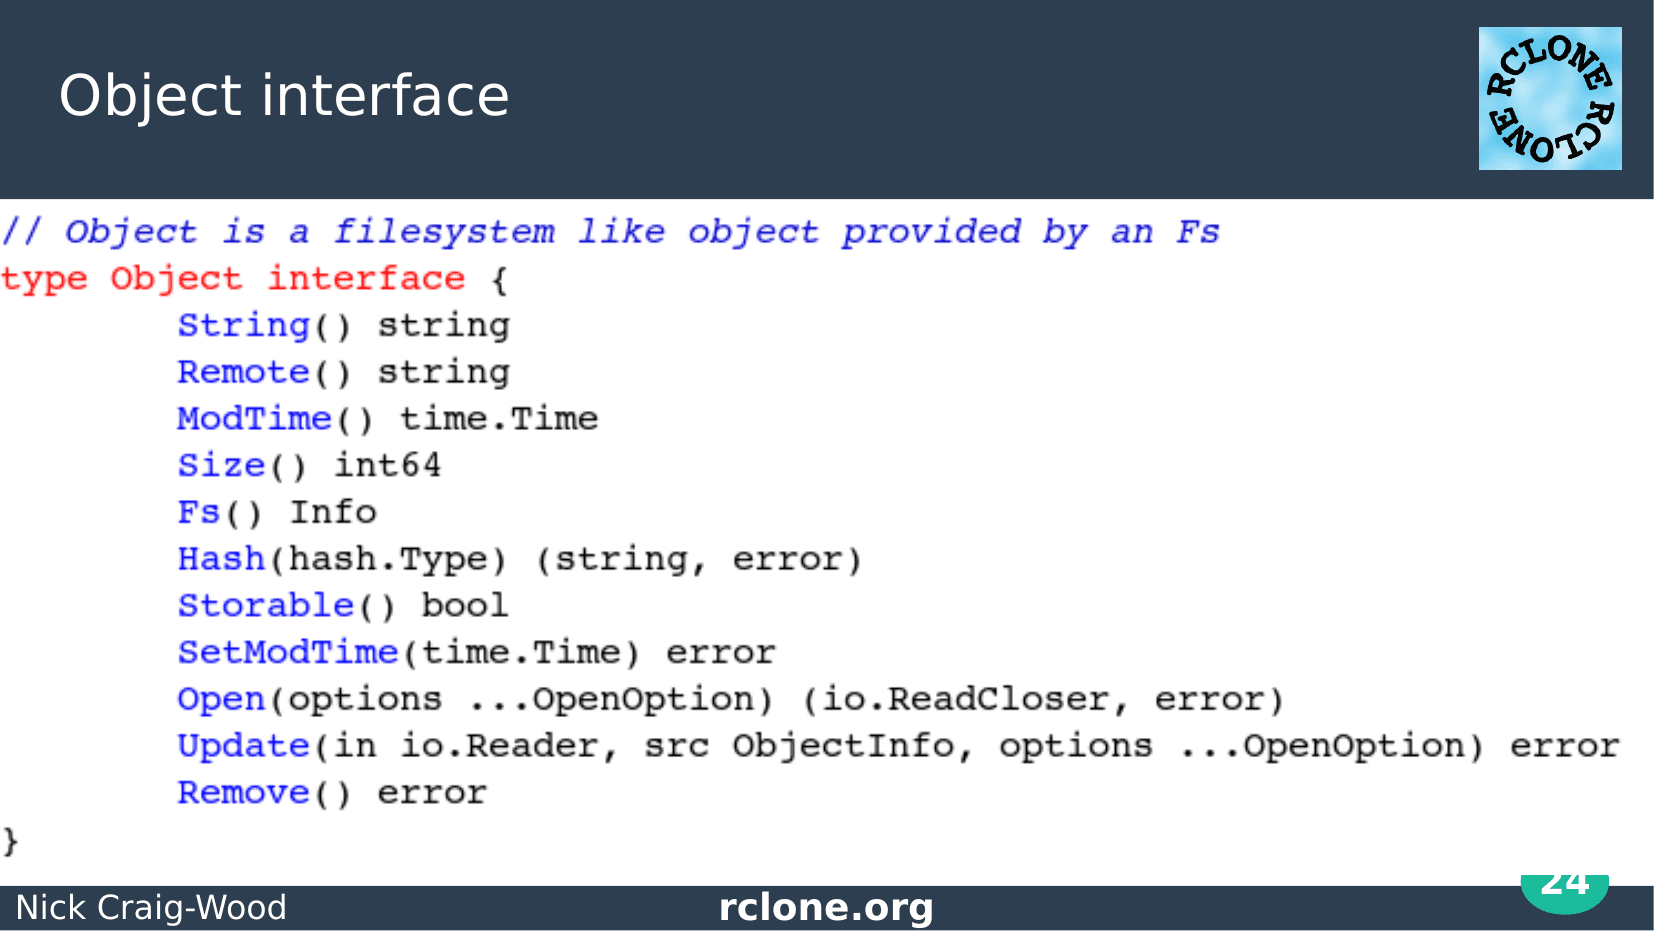 Object interface
RCLONE RCLONE
// Object is a filesystem like object provided by an Fs
type Object interface {
        String() string
        Remote() string
        ModTime() time.Time
        Size() int64
        Fs() Info
        Hash(hash.Type) (string, error)
        Storable() bool
        SetModTime(time.Time) error
        Open(options ...OpenOption) (io.ReadCloser, error)
        Update(in io.Reader, src ObjectInfo, options ...OpenOption) error
        Remove() error
}
Nick Craig-Wood
rclone.org
24